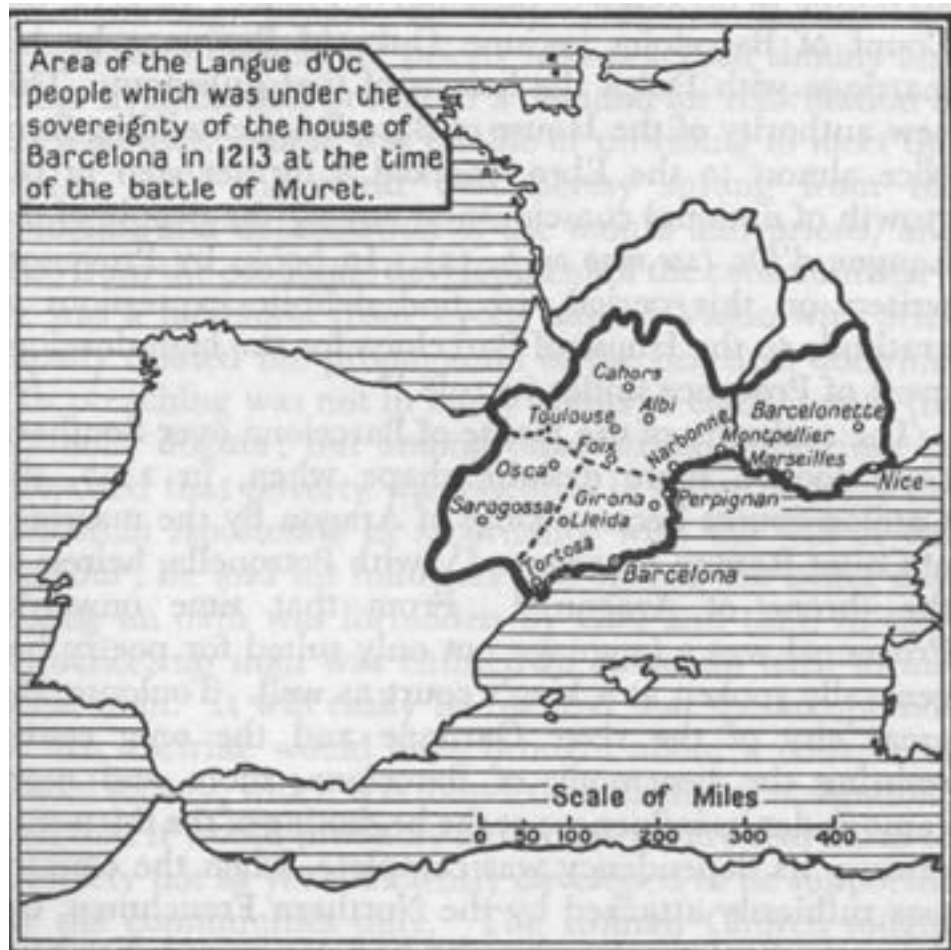 Area of the Langue d'Oc
people which was under the
sovereignty of the house of
Barcelona in 1213 at the time
of the battle of Muret.
Cahors
Toulouse
Albi
Narbonne
Barcelonette
Montpellier
Foix
Marseilles
Osca
Nice
Girona
Perpignan
Saragossa
Lleida
Tortosa
Barcelona
Scale of Miles
0 50 100 200 300 400